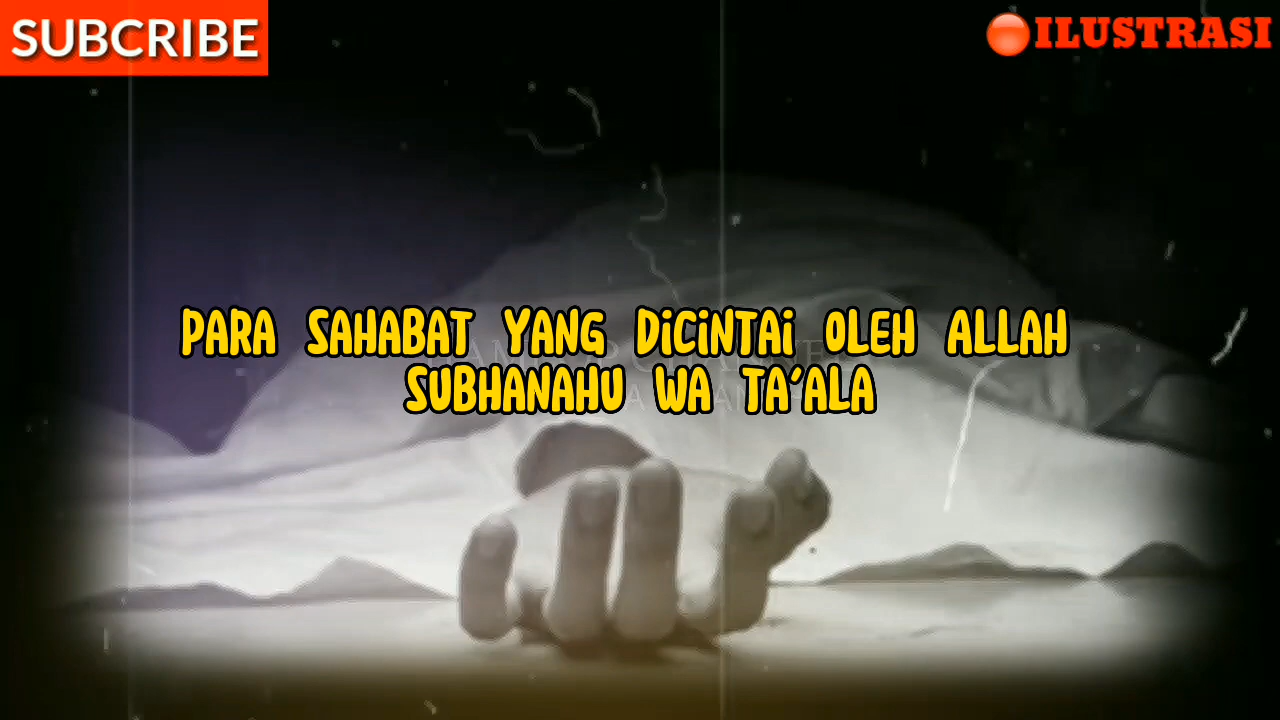 SUBCRIBE
ILUSTRASI
PARA SAHABAT YANG DiCiNTAi OLEH ALLAH
SUBHANAHU WA TA'ALA